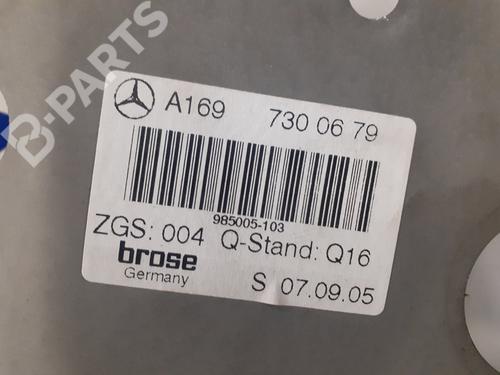 B-PARTS
A169 730 06 79
985005-103
ZGS: 004 Q-Stand: Q16
brose
Germany
S 07.09.05